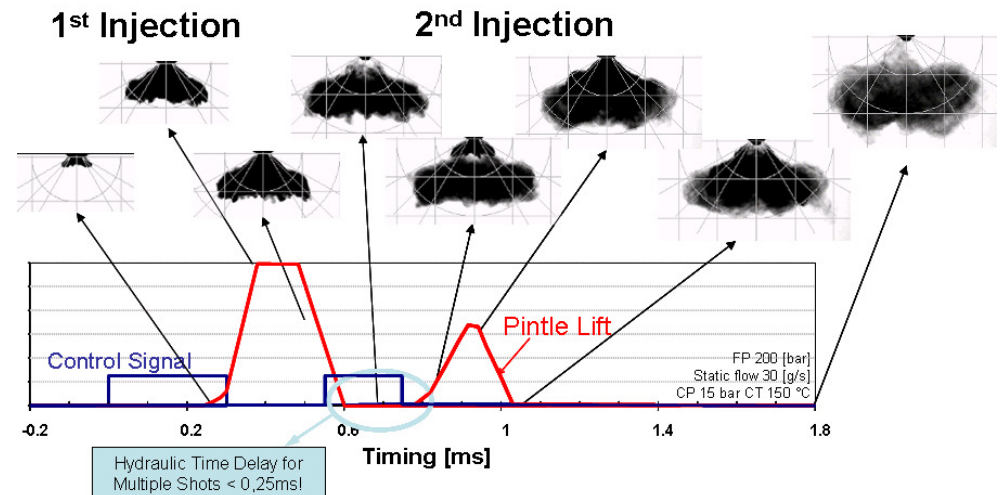 1st Injection
2nd Injection
Control Signal
Pintle Lift
FP 200 [bar]
Static flow 30 [g/s]
CP 15 bar CT 150 °C
-0.2
0.2
0.6
1
1.4
1.8
Timing [ms]
Hydraulic Time Delay for
Multiple Shots < 0,25ms!